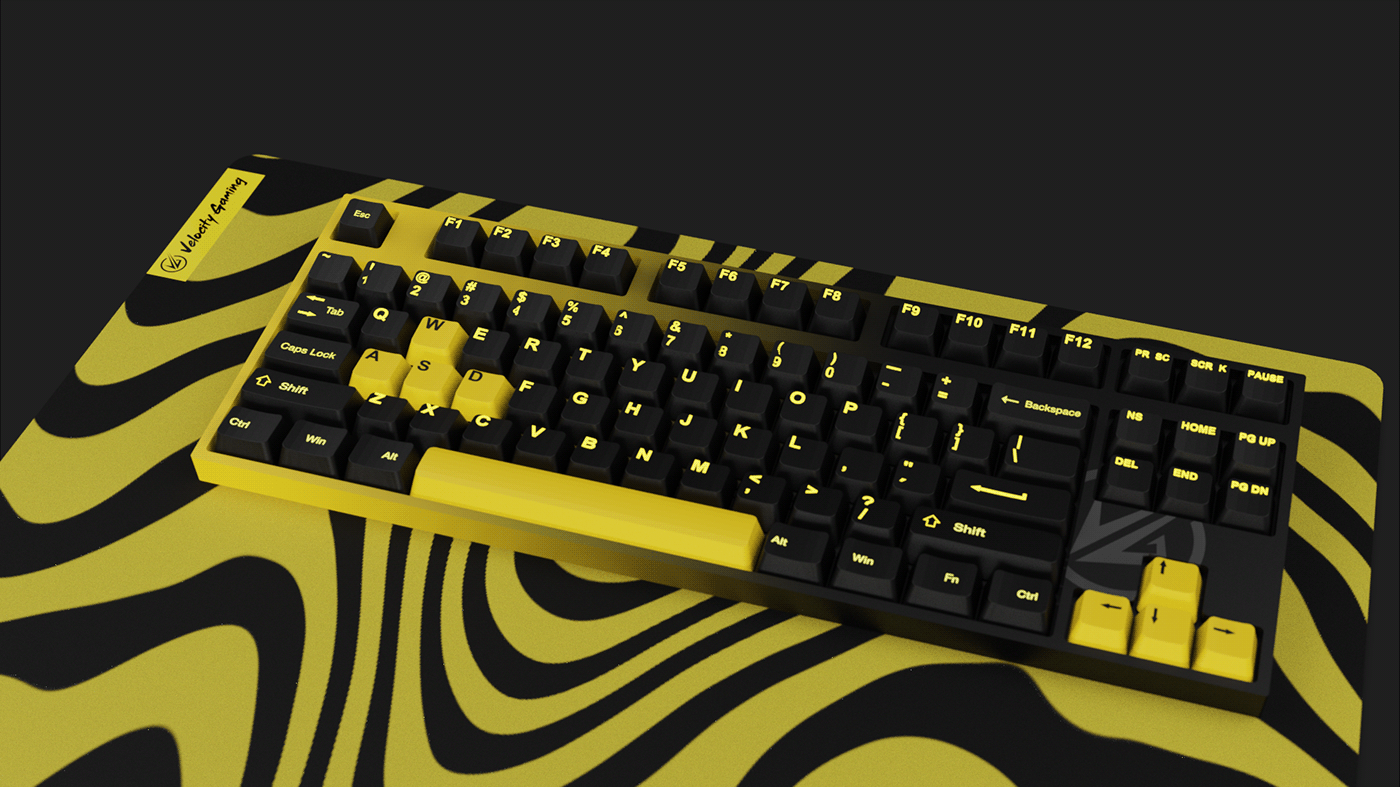 Velocity Gaming
Esc F1 F2 F3 F4 F5 F6 F7 F8 F9 F10 F11 F12 PR SC SCR K PAUSE
~ ! 1 @ 2 # 3 $ 4 % 5 ^ 6 & 7 * 8 ( 9 ) 0 — - + = ← Backspace NS HOME PG UP
Tab Q W E R T Y U I O P { [ } ] | \ DEL END PG DN
Caps Lock A S D F G H J K L
Shift Z X C V B N M < > ? / Shift ↑
Ctrl Win Alt Alt Win Fn Ctrl ← ↓ →